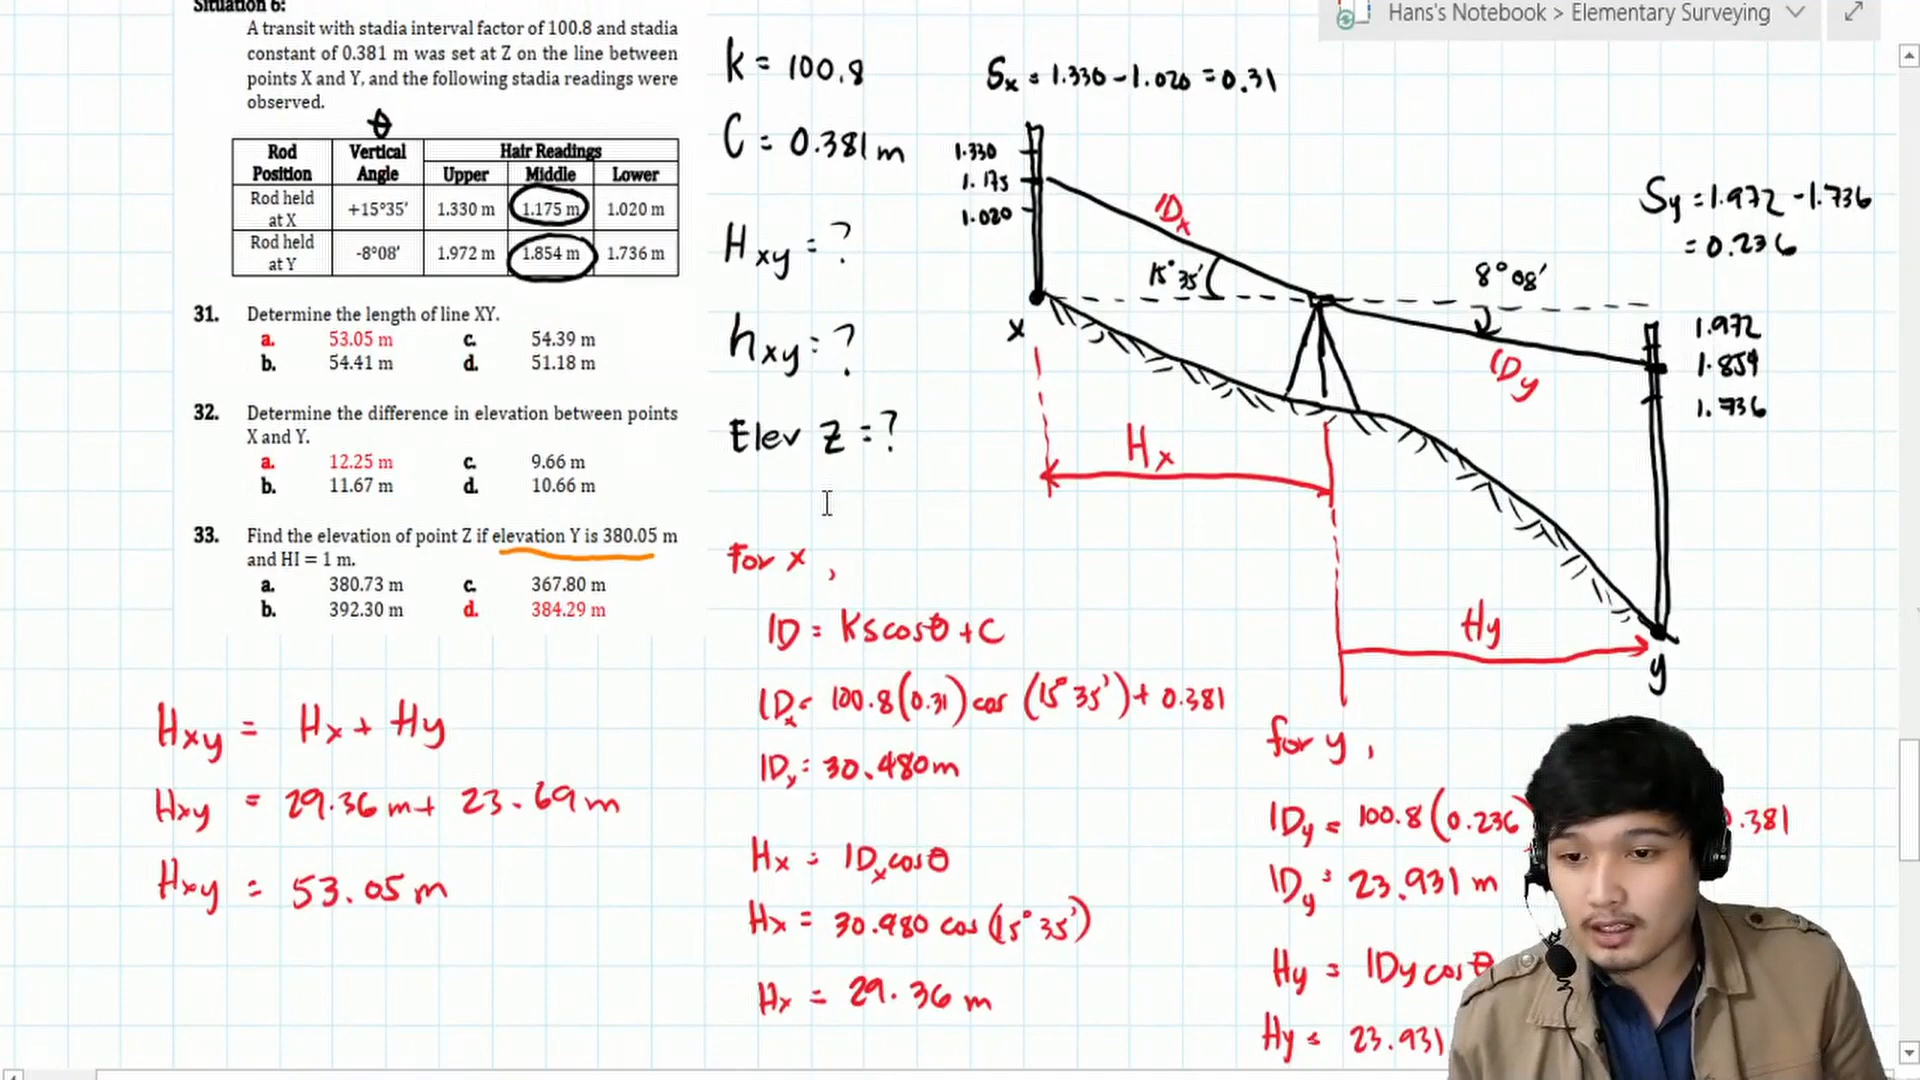 Situation 6:
A transit with stadia interval factor of 100.8 and stadia
constant of 0.381 m was set at Z on the line between
points X and Y, and the following stadia readings were
observed.
θ
Rod Position Vertical Angle Hair Readings
Upper Middle Lower
Rod held at X +15°35' 1.330 m 1.175 m 1.020 m
Rod held at Y -8°08' 1.972 m 1.854 m 1.736 m
31. Determine the length of line XY.
a. 53.05 m c. 54.39 m
b. 54.41 m d. 51.18 m
32. Determine the difference in elevation between points
X and Y.
a. 12.25 m c. 9.66 m
b. 11.67 m d. 10.66 m
33. Find the elevation of point Z if elevation Y is 380.05 m
and HI = 1 m.
a. 380.73 m c. 367.80 m
b. 392.30 m d. 384.29 m
Hxy = Hx + Hy
Hxy = 29.36 m + 23.69 m
Hxy = 53.05 m
K = 100.8
C = 0.381 m
Hxy = ?
hxy = ?
Elev Z = ?
For x,
ID = KScosθ + C
IDx = 100.8(0.31) cos (15°35') + 0.381
ID = 30.480m
Hx = IDx cosθ
Hx = 30.980 cos (15°35')
Hx = 29.36 m
Hans's Notebook > Elementary Surveying
Sx = 1.330 - 1.020 = 0.31
1.330
1.175
1.020
IDx
15°35'
x
Hx
8°08'
IDy
Sy = 1.972 - 1.736
= 0.236
1.972
1.854
1.736
Hy
y
for y,
IDy = 100.8(0.236) .381
IDy = 23.931 m
Hy = IDy cosθ
Hy = 23.931